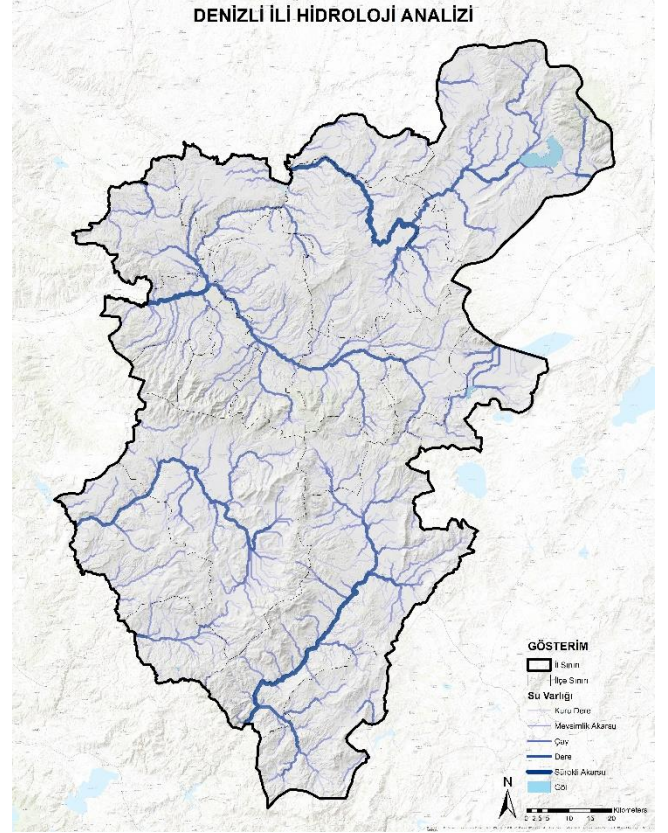 DENİZLİ İLİ HİDROLOJİ ANALİZİ
GÖSTERİM
İl Sınırı
İlçe Sınırı
Su Varlığı
Kuru Dere
Mevsimlik Akarsu
Çay
Dere
Sürekli Akarsu
Göl
N
0 2.5 5 10 15 20
Kilometers